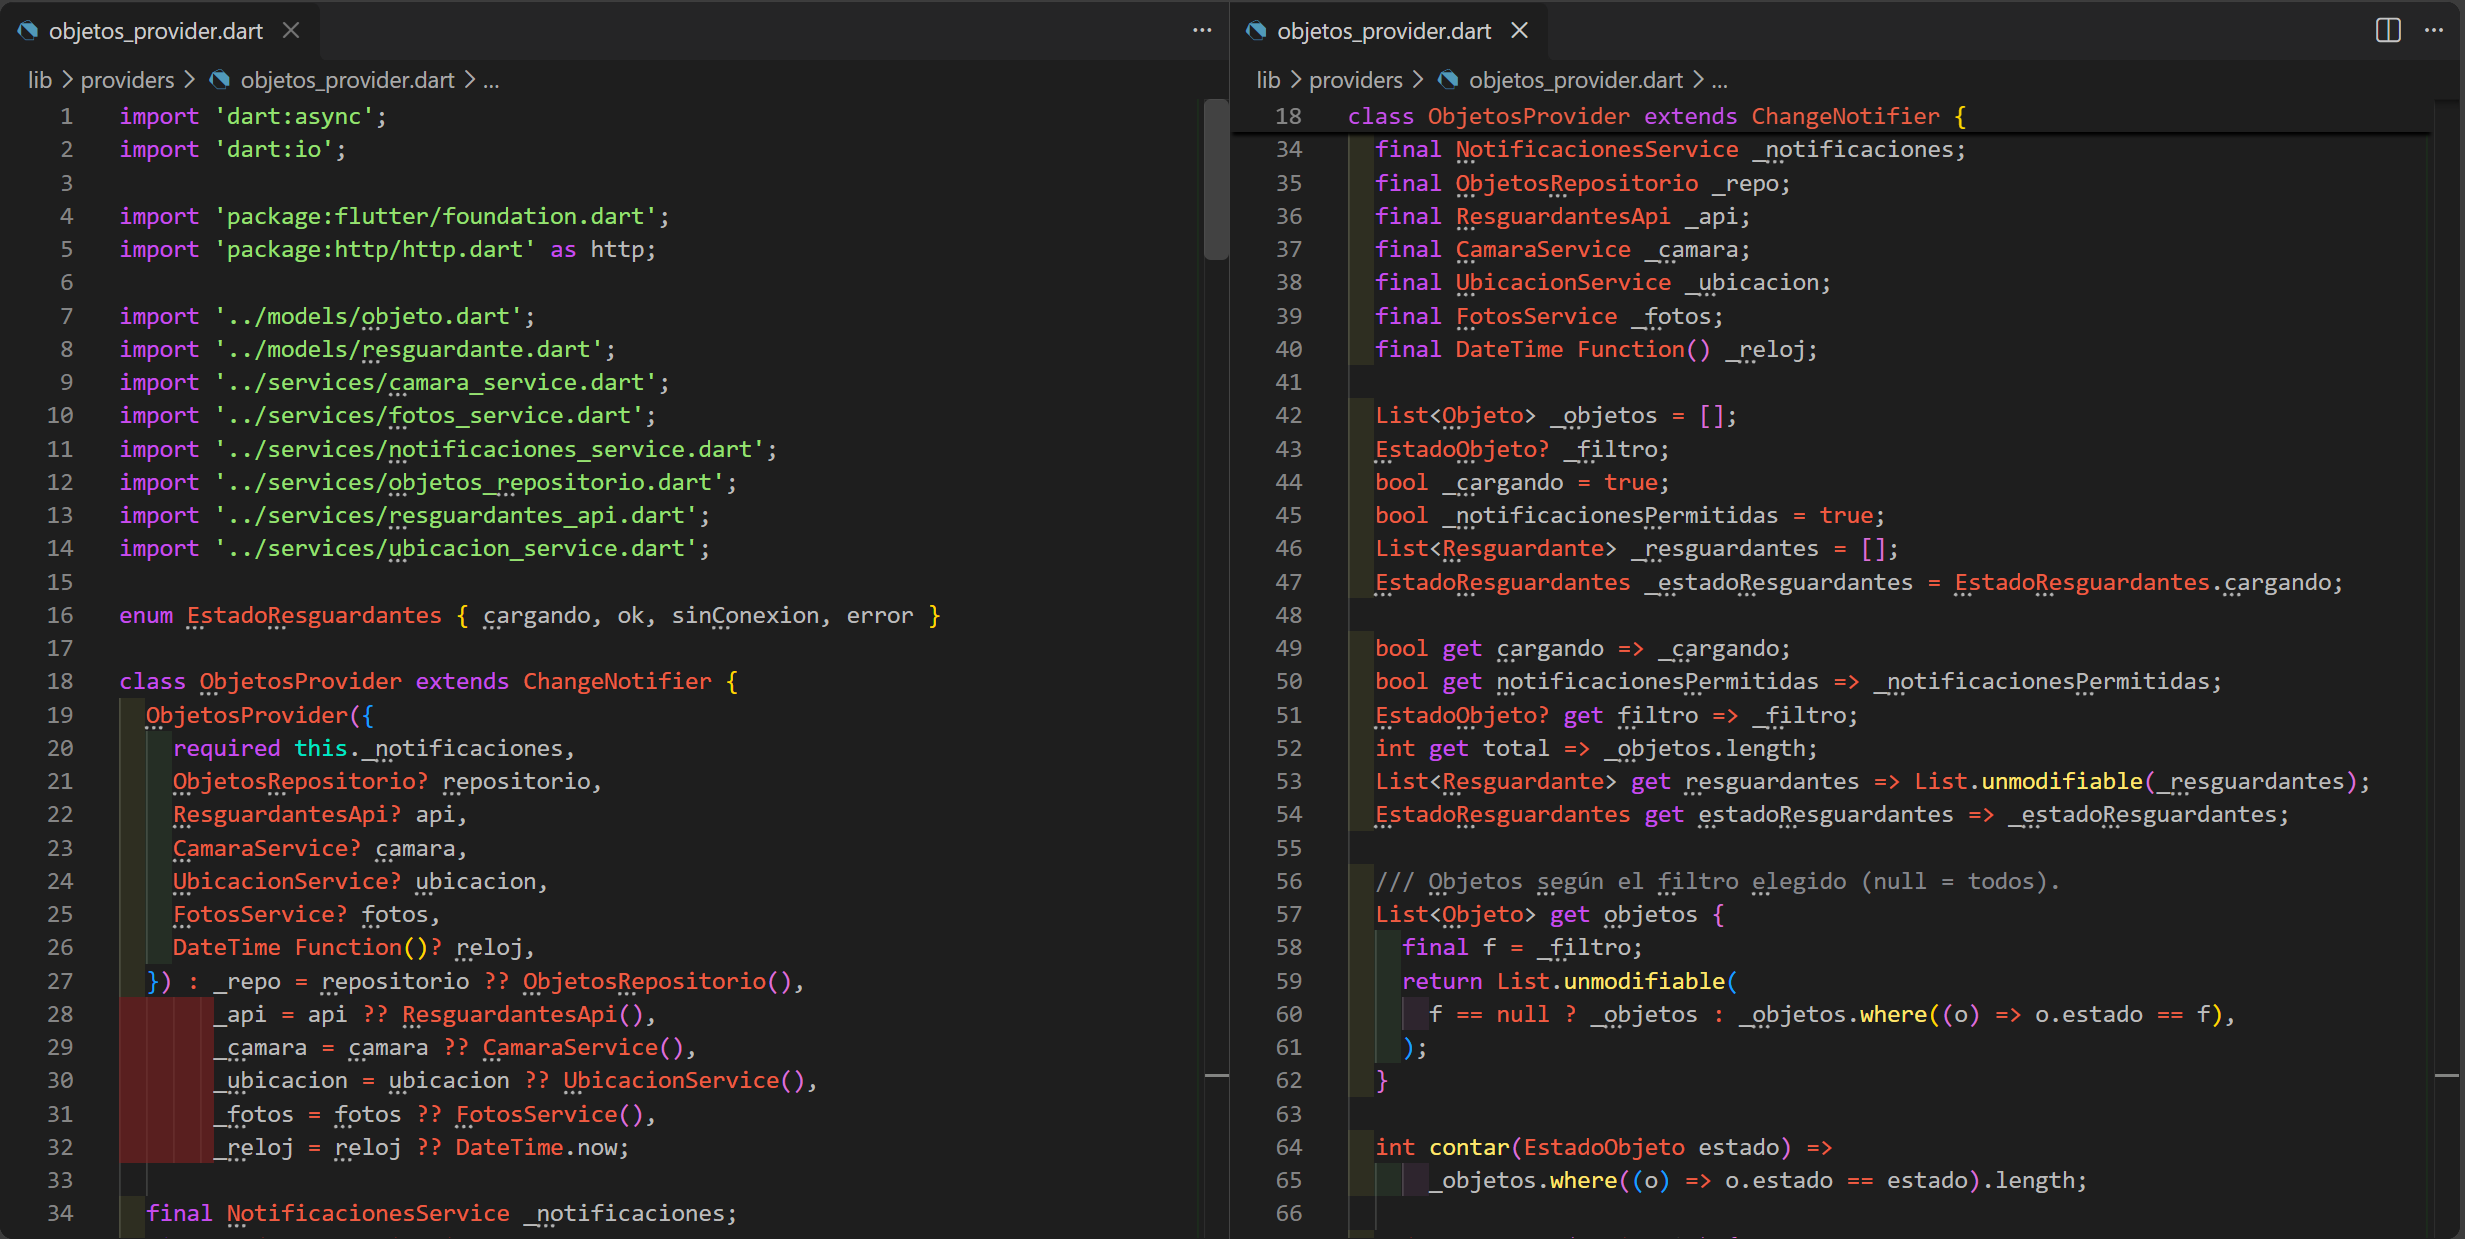 objetos_provider.dart
lib > providers > objetos_provider.dart > ...
1 import 'dart:async';
2 import 'dart:io';
3
4 import 'package:flutter/foundation.dart';
5 import 'package:http/http.dart' as http;
6
7 import '../models/objeto.dart';
8 import '../models/resguardante.dart';
9 import '../services/camara_service.dart';
10 import '../services/fotos_service.dart';
11 import '../services/notificaciones_service.dart';
12 import '../services/objetos_repositorio.dart';
13 import '../services/resguardantes_api.dart';
14 import '../services/ubicacion_service.dart';
15
16 enum EstadoResguardantes { cargando, ok, sinConexion, error }
17
18 class ObjetosProvider extends ChangeNotifier {
19 ObjetosProvider({
20 required this._notificaciones,
21 ObjetosRepositorio? repositorio,
22 ResguardantesApi? api,
23 CamaraService? camara,
24 UbicacionService? ubicacion,
25 FotosService? fotos,
26 DateTime Function()? reloj,
27 }) : _repo = repositorio ?? ObjetosRepositorio(),
28 _api = api ?? ResguardantesApi(),
29 _camara = camara ?? CamaraService(),
30 _ubicacion = ubicacion ?? UbicacionService(),
31 _fotos = fotos ?? FotosService(),
32 _reloj = reloj ?? DateTime.now;
33
34 final NotificacionesService _notificaciones;
objetos_provider.dart
lib > providers > objetos_provider.dart > ...
18 class ObjetosProvider extends ChangeNotifier {
34 final NotificacionesService _notificaciones;
35 final ObjetosRepositorio _repo;
36 final ResguardantesApi _api;
37 final CamaraService _camara;
38 final UbicacionService _ubicacion;
39 final FotosService _fotos;
40 final DateTime Function() _reloj;
41
42 List<Objeto> _objetos = [];
43 EstadoObjeto? _filtro;
44 bool _cargando = true;
45 bool _notificacionesPermitidas = true;
46 List<Resguardante> _resguardantes = [];
47 EstadoResguardantes _estadoResguardantes = EstadoResguardantes.cargando;
48
49 bool get cargando => _cargando;
50 bool get notificacionesPermitidas => _notificacionesPermitidas;
51 EstadoObjeto? get filtro => _filtro;
52 int get total => _objetos.length;
53 List<Resguardante> get resguardantes => List.unmodifiable(_resguardantes);
54 EstadoResguardantes get estadoResguardantes => _estadoResguardantes;
55
56 /// Objetos según el filtro elegido (null = todos).
57 List<Objeto> get objetos {
58 final f = _filtro;
59 return List.unmodifiable(
60 f == null ? _objetos : _objetos.where((o) => o.estado == f),
61 );
62 }
63
64 int contar(EstadoObjeto estado) =>
65 _objetos.where((o) => o.estado == estado).length;
66